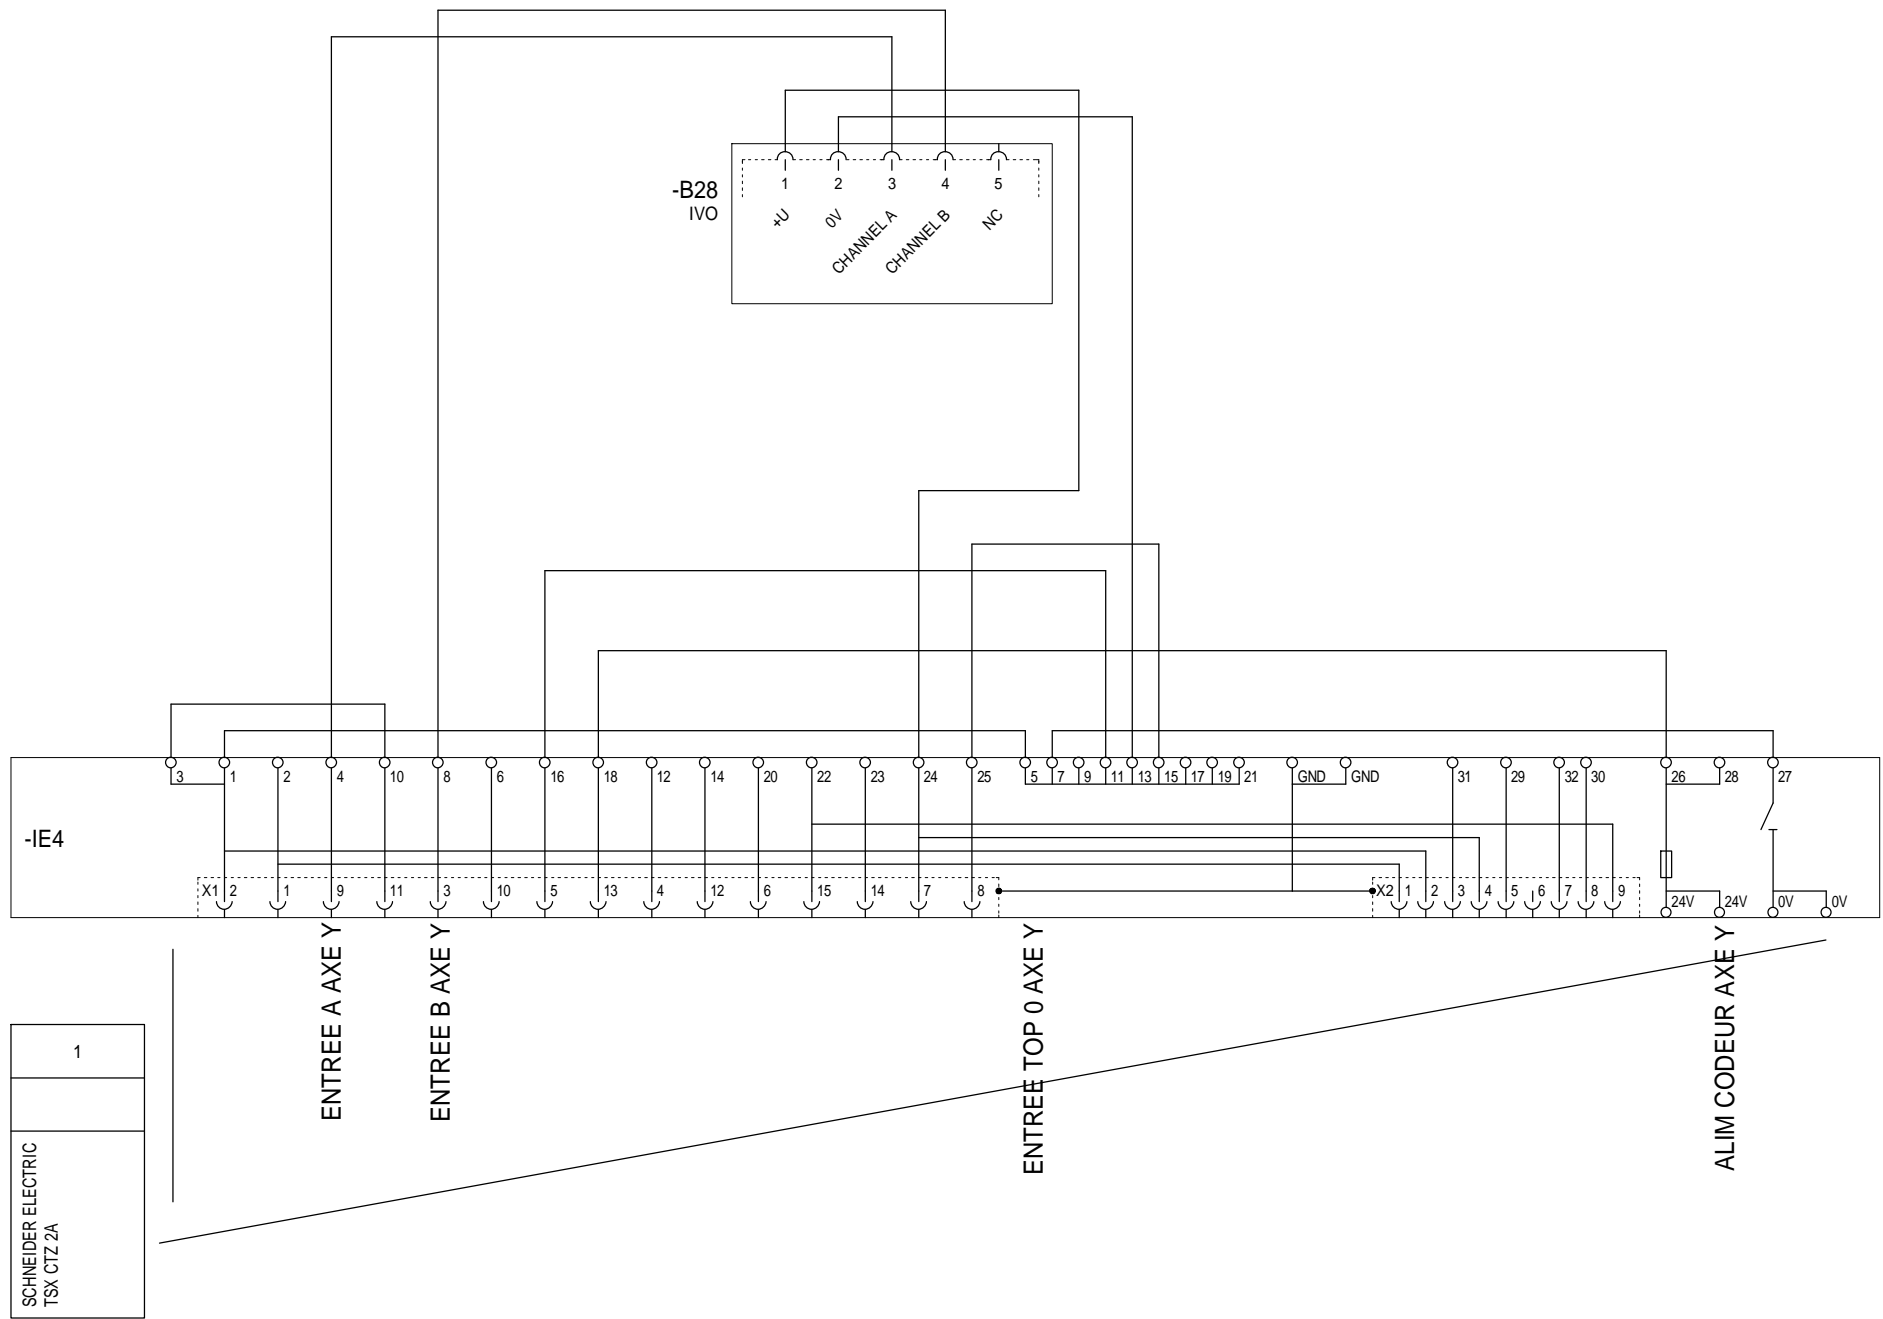 -B28
IVO
1 2 3 4 5
+U 0V CHANNEL A CHANNEL B NC
3 1 2 4 10 8 6 16 18 12 14 20 22 23 24 25 5 7 9 11 13 15 17 19 21 GND GND 31 29 32 30 26 28 27
-IE4
X1 2 1 9 11 3 10 5 13 4 12 6 15 14 7 8 X2 1 2 3 4 5 6 7 8 9 24V 24V 0V 0V
ENTREE A AXE Y
ENTREE B AXE Y
ENTREE TOP 0 AXE Y
ALIM CODEUR AXE Y
1
SCHNEIDER ELECTRIC
TSX CTZ 2A